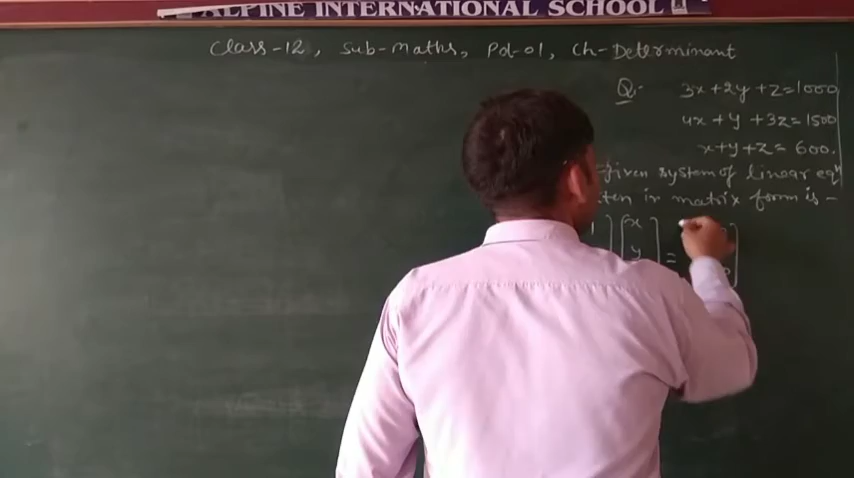 ALPINE INTERNATIONAL SCHOOL
Class-12, Sub-maths, Pd-01, Ch-Determinant
Q. 3x+2y+z=1000
4x+y+3z=1500
x+y+z=600.
given system of linear eqn
in matrix form is -
x
y =